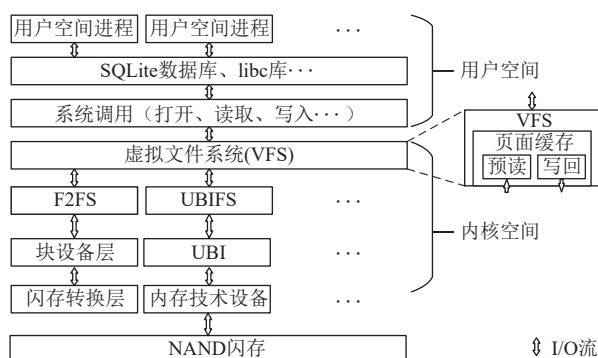 用户空间进程 用户空间进程 ···
SQLite数据库、libc库···
用户空间
系统调用（打开、读取、写入···）
VFS
页面缓存
预读 写回
虚拟文件系统(VFS)
F2FS UBIFS ···
内核空间
块设备层 UBI ···
闪存转换层 内存技术设备 ···
NAND闪存
I/O流